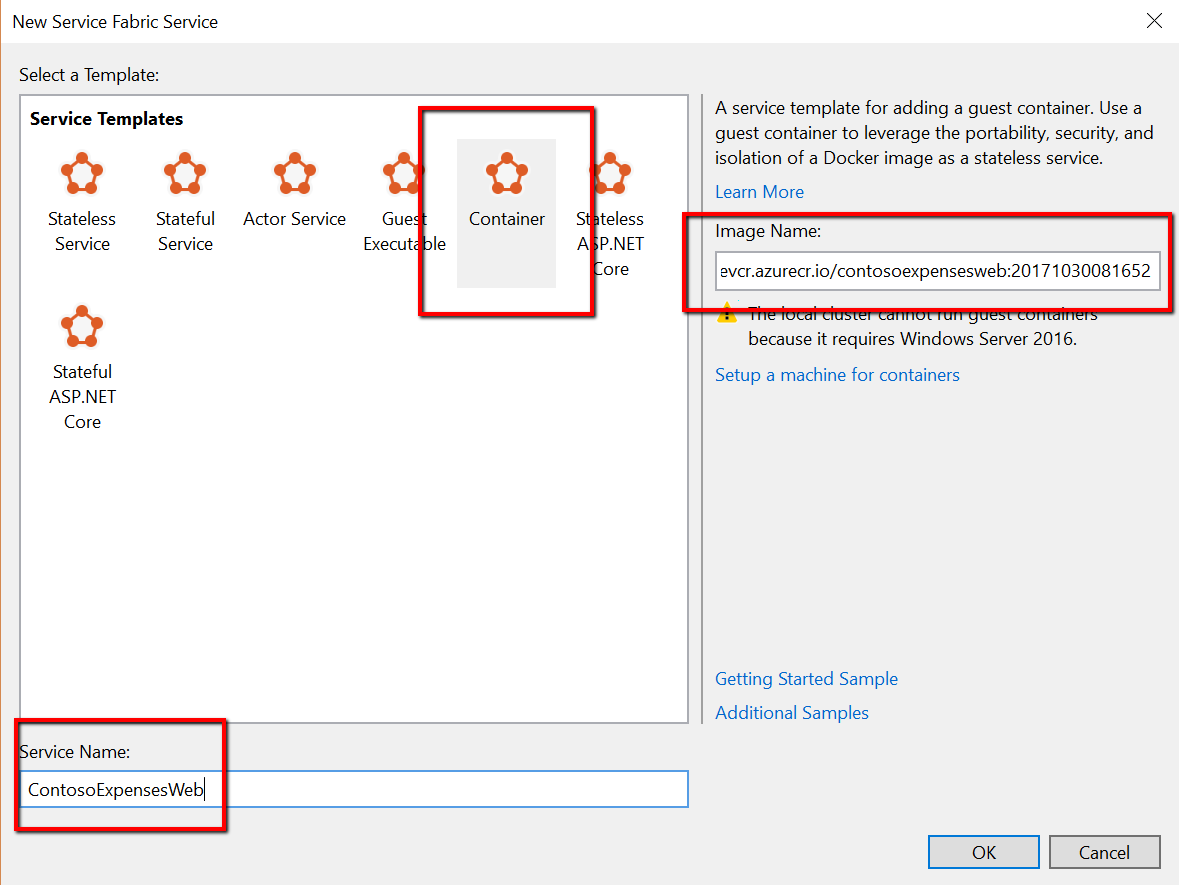 New Service Fabric Service
Select a Template:
Service Templates
Stateless
Service
Stateful
Service
Actor Service
Guest
Executable
Container
Stateless
ASP.NET
Core
Stateful
ASP.NET
Core
A service template for adding a guest container. Use a
guest container to leverage the portability, security, and
isolation of a Docker image as a stateless service.
Learn More
Image Name:
evcr.azurecr.io/contosoexpensesweb:20171030081652
The local cluster cannot run guest containers
because it requires Windows Server 2016.
Setup a machine for containers
Getting Started Sample
Additional Samples
Service Name:
ContosoExpensesWeb
OK
Cancel